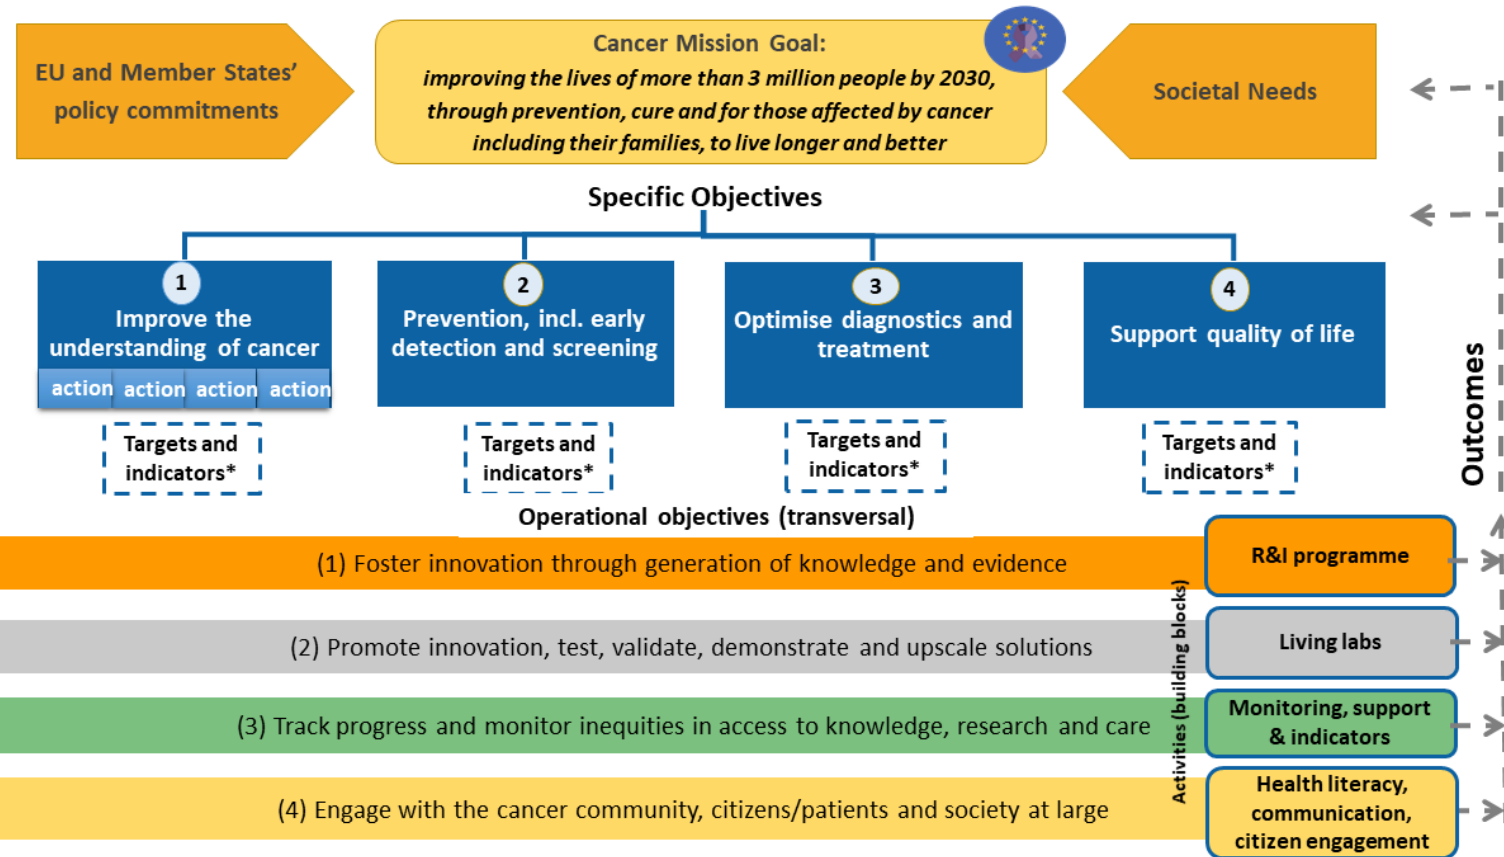 EU and Member States’
policy commitments
Cancer Mission Goal:
improving the lives of more than 3 million people by 2030,
through prevention, cure and for those affected by cancer
including their families, to live longer and better
Societal Needs
Specific Objectives
1
Improve the
understanding of cancer
action action action action
2
Prevention, incl. early
detection and screening
3
Optimise diagnostics and
treatment
4
Support quality of life
Targets and
indicators*
Targets and
indicators*
Targets and
indicators*
Targets and
indicators*
Outcomes
Operational objectives (transversal)
(1) Foster innovation through generation of knowledge and evidence
R&I programme
(2) Promote innovation, test, validate, demonstrate and upscale solutions
Living labs
(3) Track progress and monitor inequities in access to knowledge, research and care
Monitoring, support
& indicators
(4) Engage with the cancer community, citizens/patients and society at large
Health literacy,
communication,
citizen engagement
Activities (building blocks)